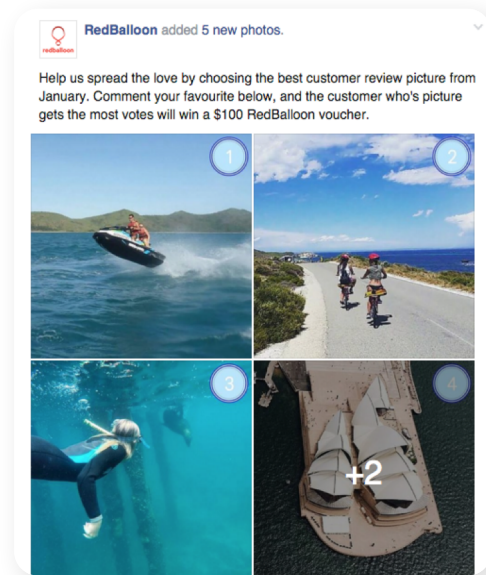 RedBalloon added 5 new photos.
redballoon
Help us spread the love by choosing the best customer review picture from
January. Comment your favourite below, and the customer who's picture
gets the most votes will win a $100 RedBalloon voucher.
1
2
3
4
+2